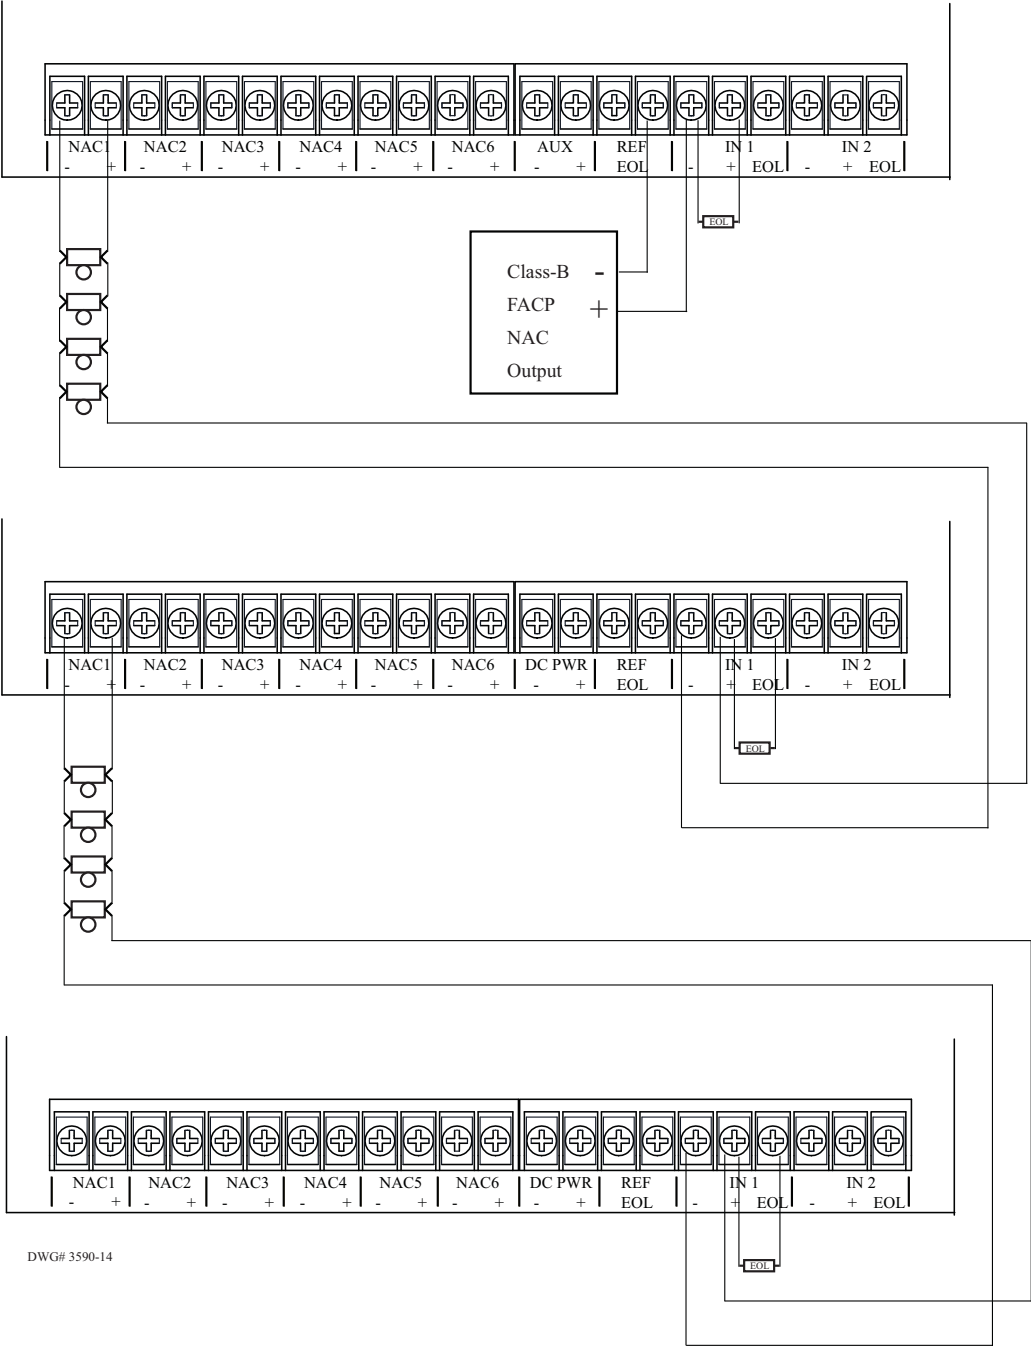 NAC1 NAC2 NAC3 NAC4 NAC5 NAC6 AUX REF IN 1 IN 2
- + - + - + - + - + - + - + EOL - + EOL - + EOL
EOL
Class-B -
FACP +
NAC
Output
NAC1 NAC2 NAC3 NAC4 NAC5 NAC6 DC PWR REF IN 1 IN 2
- + - + - + - + - + - + - + EOL - + EOL - + EOL
EOL
NAC1 NAC2 NAC3 NAC4 NAC5 NAC6 DC PWR REF IN 1 IN 2
- + - + - + - + - + - + - + EOL - + EOL - + EOL
DWG# 3590-14
EOL